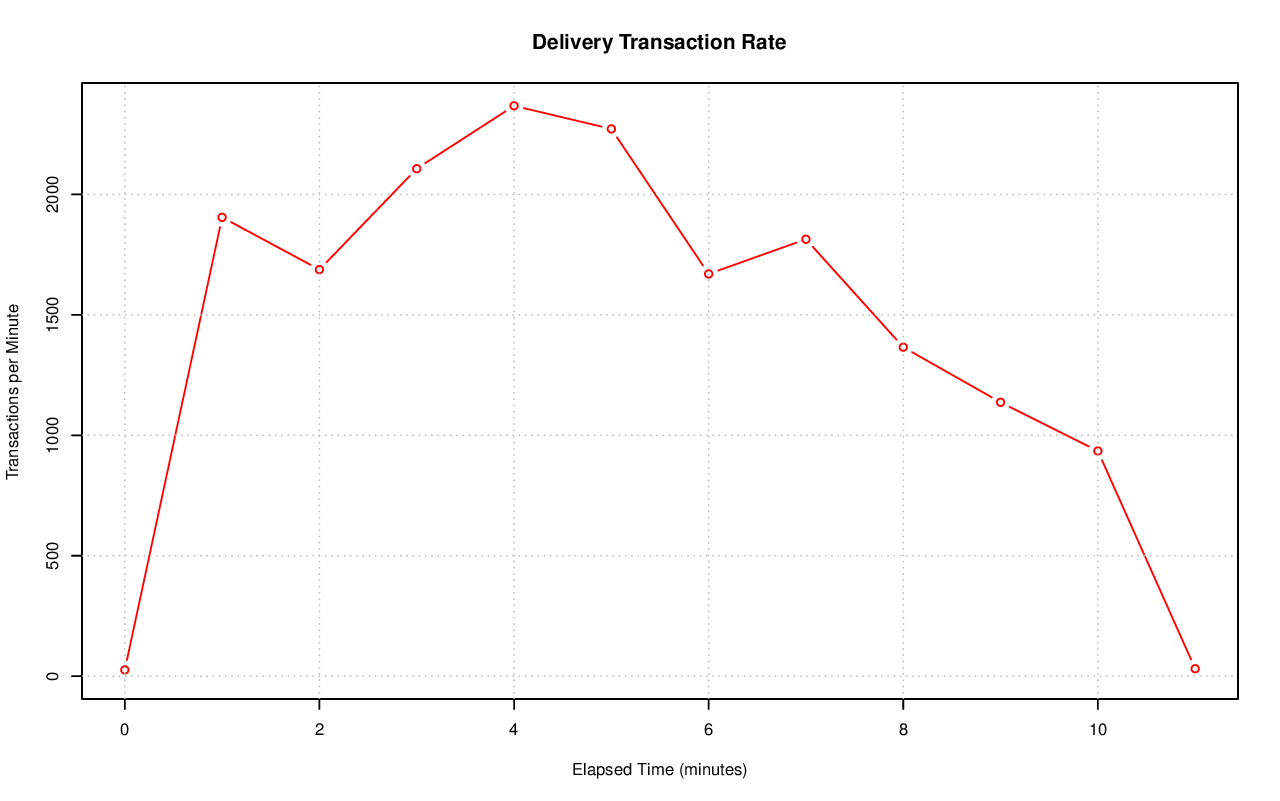 Delivery Transaction Rate
Transactions per Minute
2000
1500
1000
500
0
0 2 4 6 8 10
Elapsed Time (minutes)